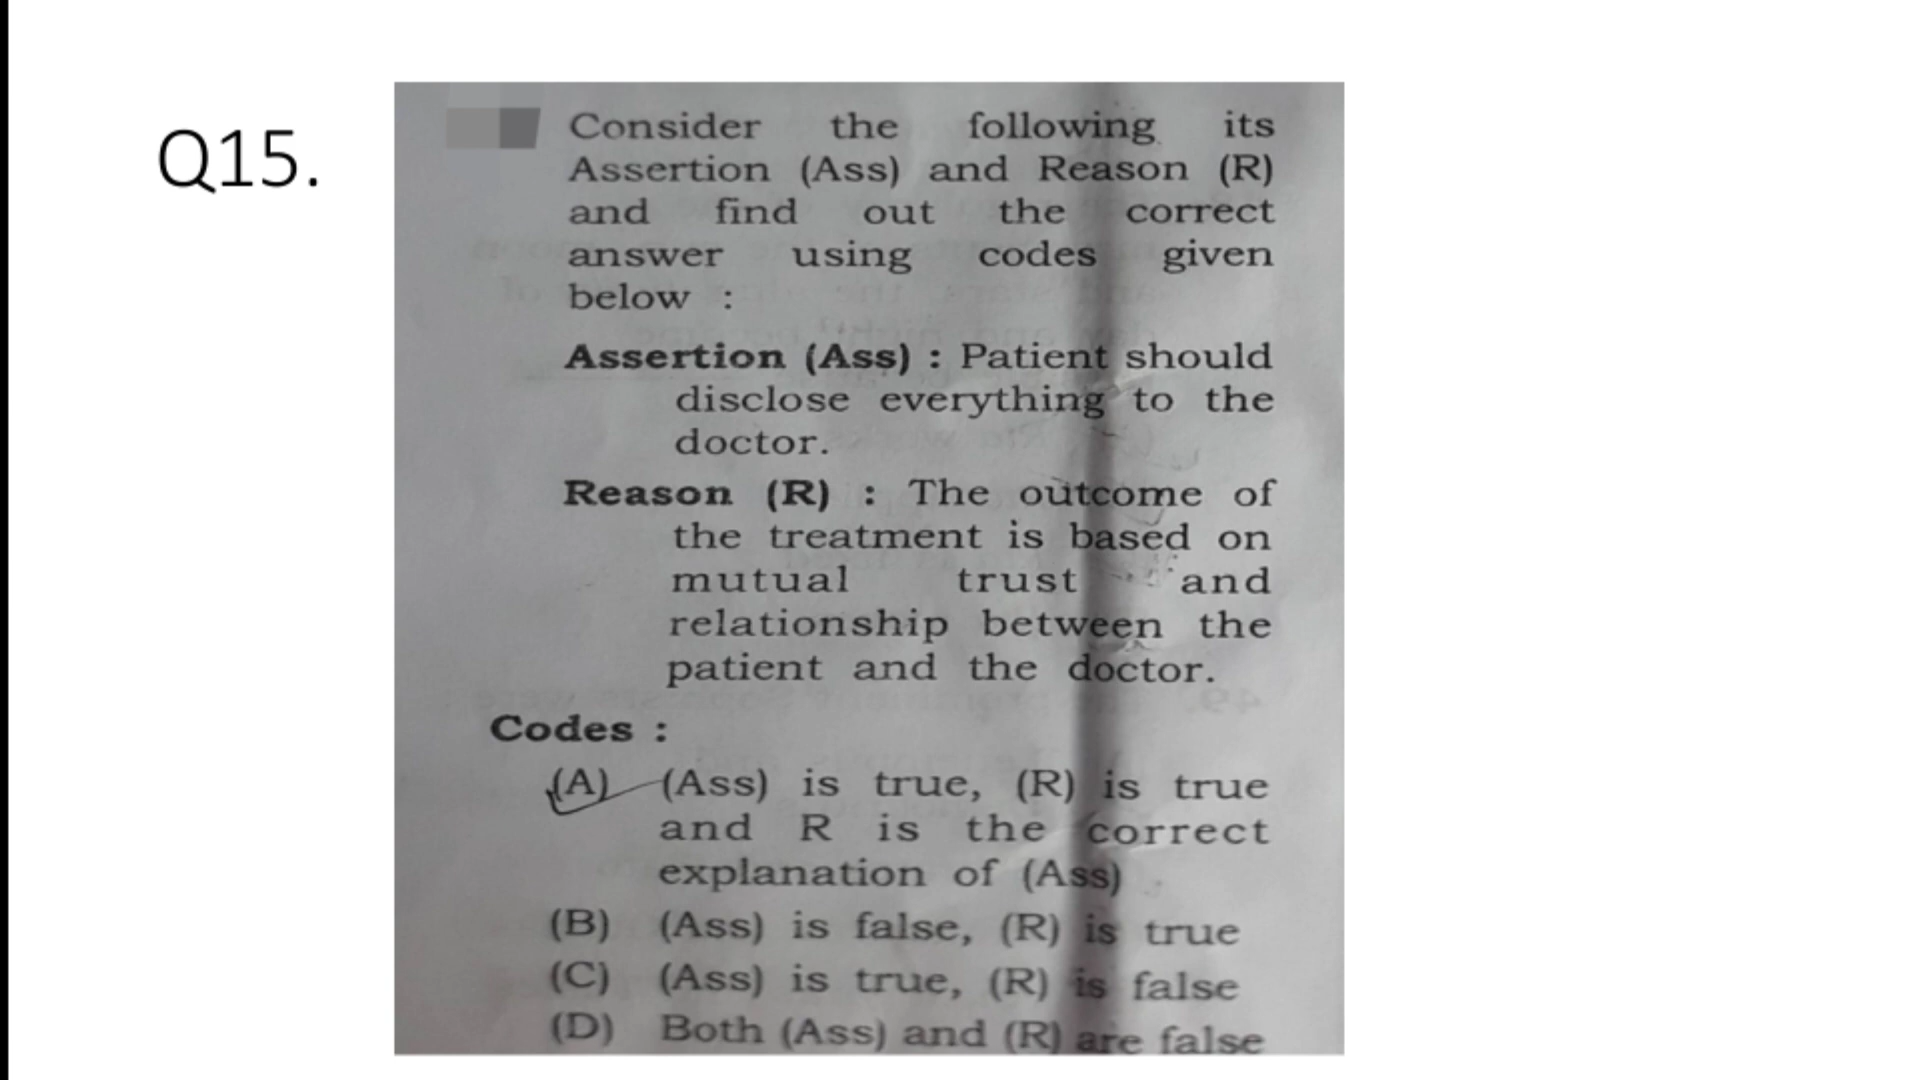 Q15.
Consider the following its
Assertion (Ass) and Reason (R)
and find out the correct
answer using codes given
below :
Assertion (Ass) : Patient should
disclose everything to the
doctor.
Reason (R) : The outcome of
the treatment is based on
mutual trust and
relationship between the
patient and the doctor.
Codes :
(A) (Ass) is true, (R) is true
and R is the correct
explanation of (Ass)
(B) (Ass) is false, (R) is true
(C) (Ass) is true, (R) is false
(D) Both (Ass) and (R) are false